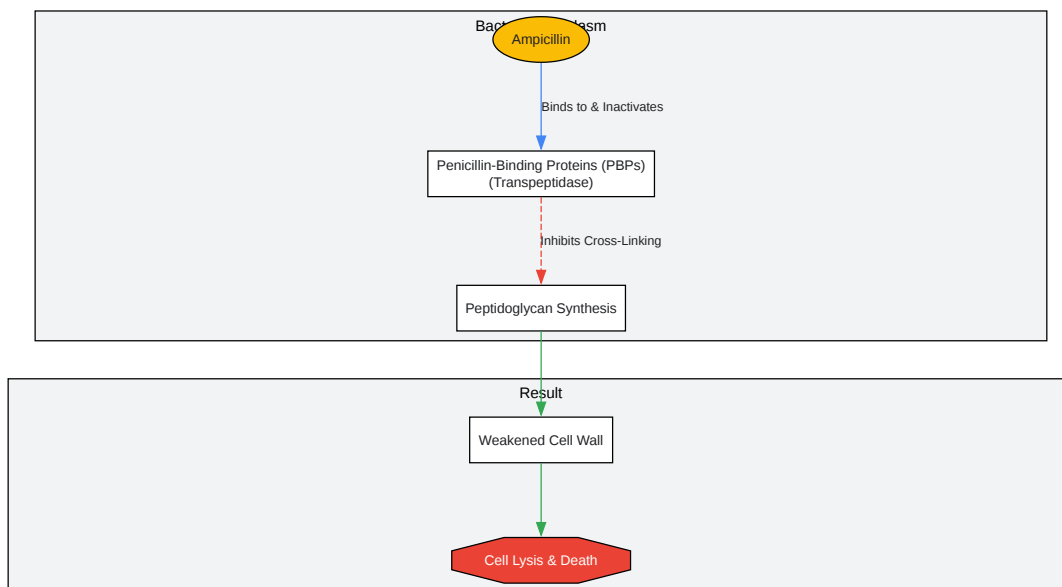 Ampicillin
Binds to & Inactivates
Penicillin-Binding Proteins (PBPs)
(Transpeptidase)
Inhibits Cross-Linking
Peptidoglycan Synthesis
Result
Weakened Cell Wall
Cell Lysis & Death